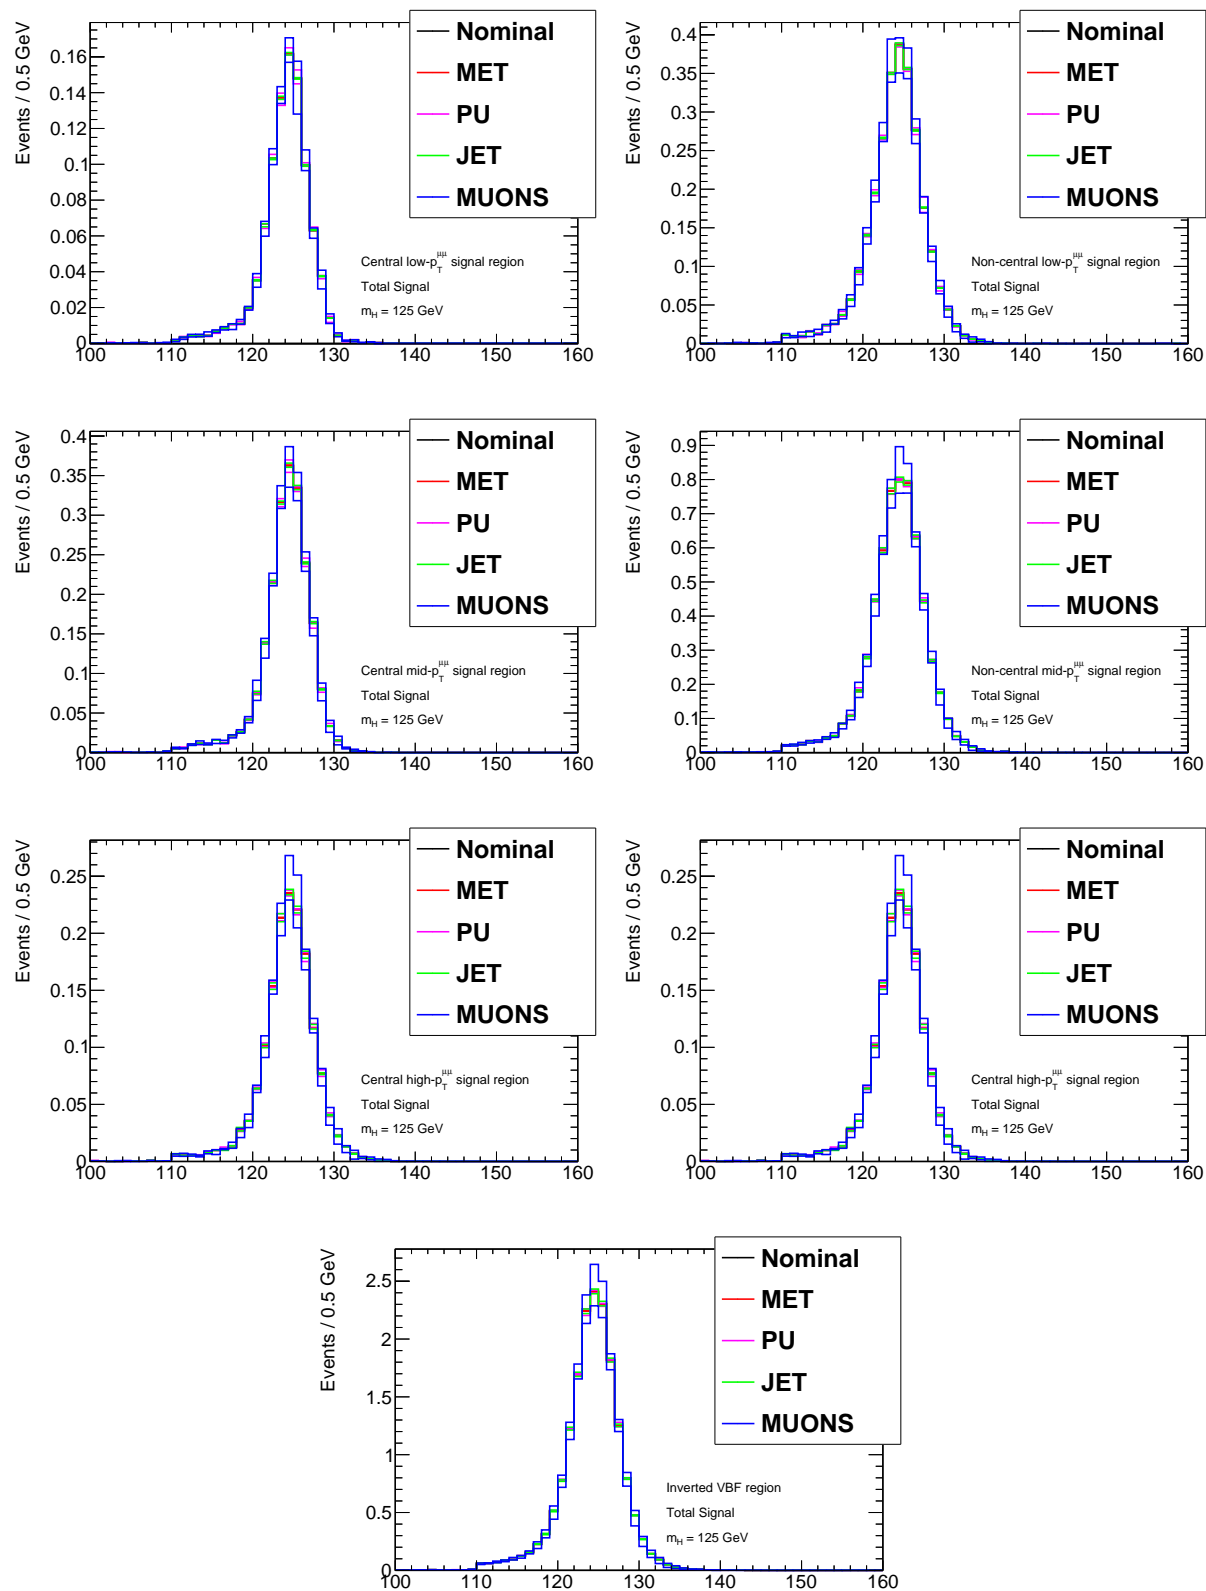 Events / 0.5 GeV
0.16
0.14
0.12
0.1
0.08
0.06
0.04
0.02
0
100 110 120 130 140 150 160
Nominal
MET
PU
JET
MUONS
Central low-p_T^μμ signal region
Total Signal
m_H = 125 GeV
Events / 0.5 GeV
0.4
0.35
0.3
0.25
0.2
0.15
0.1
0.05
0
100 110 120 130 140 150 160
Nominal
MET
PU
JET
MUONS
Non-central low-p_T^μμ signal region
Total Signal
m_H = 125 GeV
Events / 0.5 GeV
0.4
0.35
0.3
0.25
0.2
0.15
0.1
0.05
0
100 110 120 130 140 150 160
Nominal
MET
PU
JET
MUONS
Central mid-p_T^μμ signal region
Total Signal
m_H = 125 GeV
Events / 0.5 GeV
0.9
0.8
0.7
0.6
0.5
0.4
0.3
0.2
0.1
0
100 110 120 130 140 150 160
Nominal
MET
PU
JET
MUONS
Non-central mid-p_T^μμ signal region
Total Signal
m_H = 125 GeV
Events / 0.5 GeV
0.25
0.2
0.15
0.1
0.05
0
100 110 120 130 140 150 160
Nominal
MET
PU
JET
MUONS
Central high-p_T^μμ signal region
Total Signal
m_H = 125 GeV
Events / 0.5 GeV
0.25
0.2
0.15
0.1
0.05
0
100 110 120 130 140 150 160
Nominal
MET
PU
JET
MUONS
Central high-p_T^μμ signal region
Total Signal
m_H = 125 GeV
Events / 0.5 GeV
2.5
2
1.5
1
0.5
0
100 110 120 130 140 150 160
Nominal
MET
PU
JET
MUONS
Inverted VBF region
Total Signal
m_H = 125 GeV